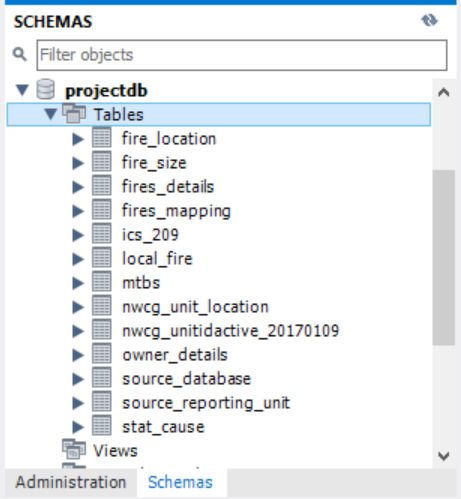 SCHEMAS
Filter objects
projectdb
Tables
fire_location
fire_size
fires_details
fires_mapping
ics_209
local_fire
mtbs
nwcg_unit_location
nwcg_unitidactive_20170109
owner_details
source_database
source_reporting_unit
stat_cause
Views
Administration Schemas